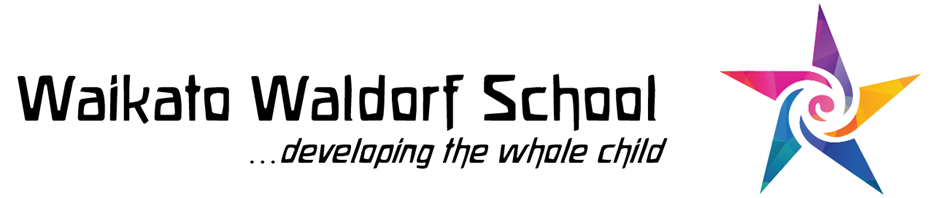 Waikato Waldorf School
...developing the whole child